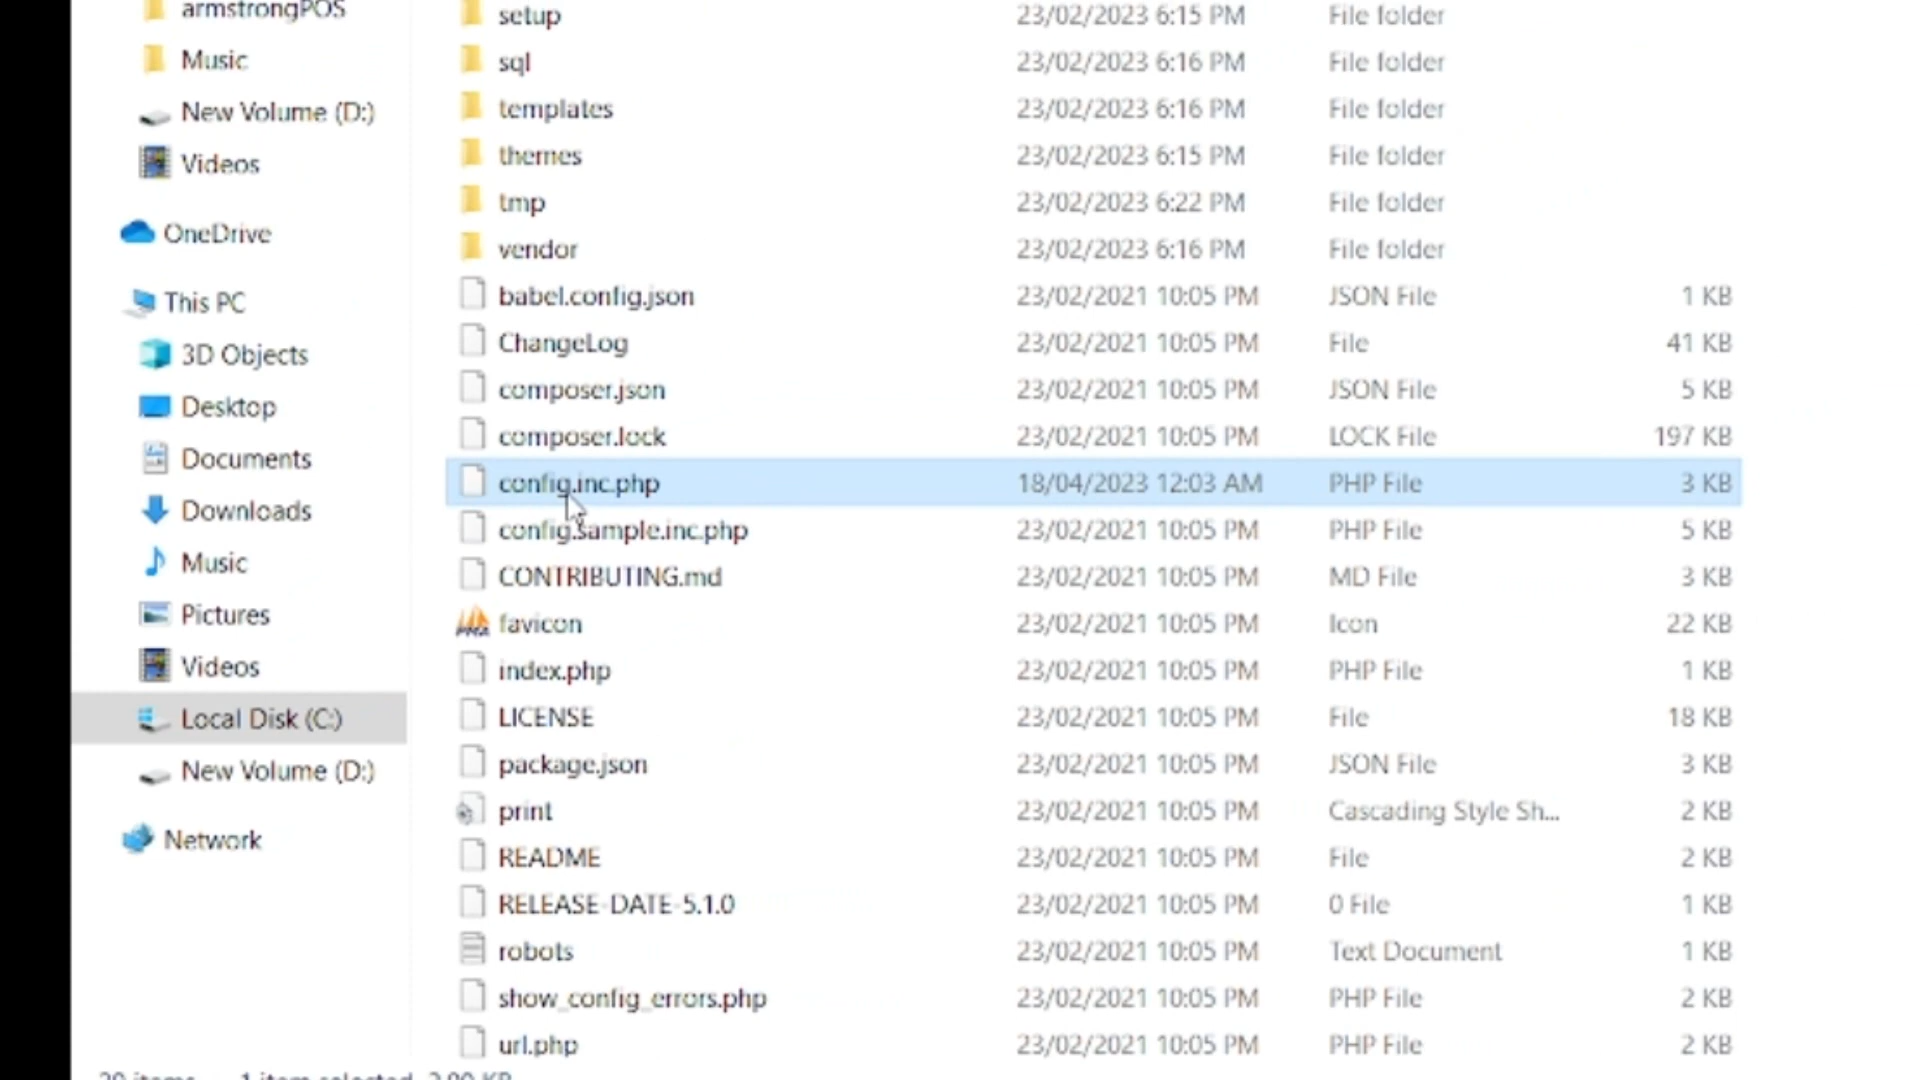 armstrongPOS
Music
New Volume (D:)
Videos
OneDrive
This PC
3D Objects
Desktop
Documents
Downloads
Music
Pictures
Videos
Local Disk (C:)
New Volume (D:)
Network
setup 23/02/2023 6:15 PM File folder
sql 23/02/2023 6:16 PM File folder
templates 23/02/2023 6:16 PM File folder
themes 23/02/2023 6:15 PM File folder
tmp 23/02/2023 6:22 PM File folder
vendor 23/02/2023 6:16 PM File folder
babel.config.json 23/02/2021 10:05 PM JSON File 1 KB
ChangeLog 23/02/2021 10:05 PM File 41 KB
composer.json 23/02/2021 10:05 PM JSON File 5 KB
composer.lock 23/02/2021 10:05 PM LOCK File 197 KB
config.inc.php 18/04/2023 12:03 AM PHP File 3 KB
config.sample.inc.php 23/02/2021 10:05 PM PHP File 5 KB
CONTRIBUTING.md 23/02/2021 10:05 PM MD File 3 KB
favicon 23/02/2021 10:05 PM Icon 22 KB
index.php 23/02/2021 10:05 PM PHP File 1 KB
LICENSE 23/02/2021 10:05 PM File 18 KB
package.json 23/02/2021 10:05 PM JSON File 3 KB
print 23/02/2021 10:05 PM Cascading Style Sh... 2 KB
README 23/02/2021 10:05 PM File 2 KB
RELEASE-DATE-5.1.0 23/02/2021 10:05 PM 0 File 1 KB
robots 23/02/2021 10:05 PM Text Document 1 KB
show_config_errors.php 23/02/2021 10:05 PM PHP File 2 KB
url.php 23/02/2021 10:05 PM PHP File 2 KB
items 1 item selected KB